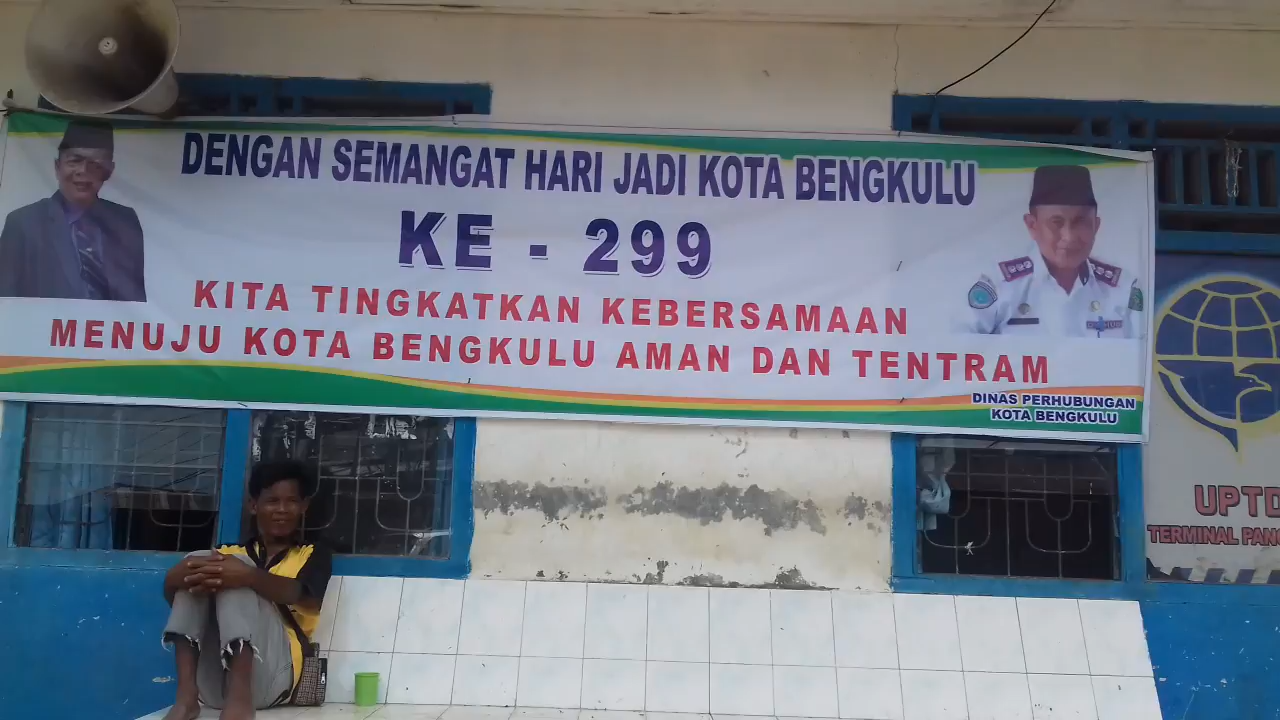 DENGAN SEMANGAT HARI JADI KOTA BENGKULU
KE - 299
KITA TINGKATKAN KEBERSAMAAN
MENUJU KOTA BENGKULU AMAN DAN TENTRAM
DINAS PERHUBUNGAN
KOTA BENGKULU
UPTD
TERMINAL